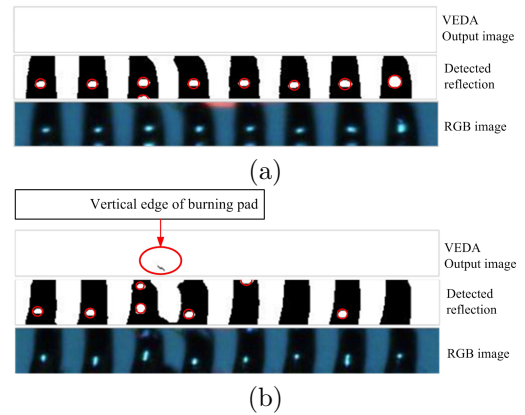 VEDA
Output image
Detected
reflection
RGB image
(a)
Vertical edge of burning pad
VEDA
Output image
Detected
reflection
RGB image
(b)